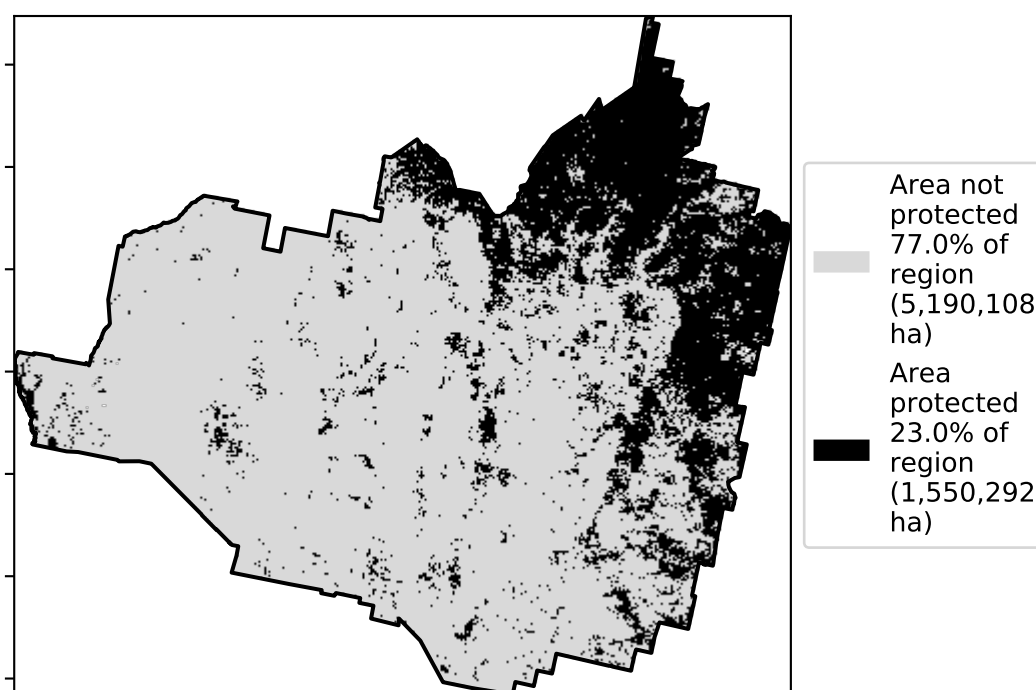 Area not
protected
77.0% of
region
(5,190,108
ha)
Area
protected
23.0% of
region
(1,550,292
ha)